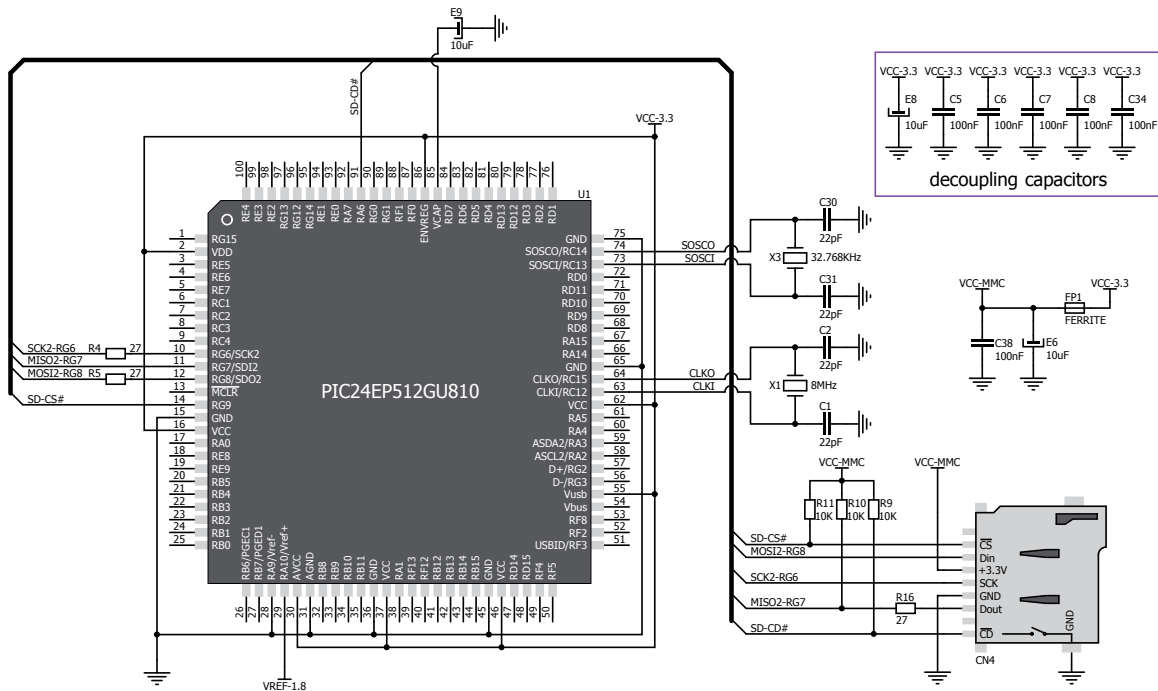 E9
10uF
SD-CD#
VCC-3.3
VCC-3.3 VCC-3.3 VCC-3.3 VCC-3.3 VCC-3.3 VCC-3.3
E8 C5 C6 C7 C8 C34
10uF 100nF 100nF 100nF 100nF 100nF
decoupling capacitors
100 99 98 97 96 95 94 93 92 91 90 89 88 87 86 85 84 83 82 81 80 79 78 77 76
RE4 RE3 RE2 RG13 RG12 RG14 RE1 RE0 RA7 RA6 RG0 RG1 RF1 RF0 ENVREG VCAP RD7 RD6 RD5 RD4 RD13 RD12 RD3 RD2 RD1
U1
PIC24EP512GU810
1 RG15
2 VDD
3 RE5
4 RE6
5 RE7
6 RC1
7 RC2
8 RC3
9 RC4
SCK2-RG6 R4 27 10 RG6/SCK2
MISO2-RG7 11 RG7/SDI2
MOSI2-RG8 R5 27 12 RG8/SDO2
13 MCLR
SD-CS# 14 RG9
15 GND
16 VCC
17 RA0
18 RE8
19 RE9
20 RB5
21 RB4
22 RB3
23 RB2
24 RB1
25 RB0
GND 75
SOSCO/RC14 74 SOSCO
SOSCI/RC13 73 SOSCI
RD0 72
RD11 71
RD10 70
RD9 69
RD8 68
RA15 67
RA14 66
GND 65
CLKO/RC15 64 CLKO
CLKI/RC12 63 CLKI
VCC 62
RA5 61
RA4 60
ASDA2/RA3 59
ASCL2/RA2 58
D+/RG2 57
D-/RG3 56
Vusb 55
Vbus 54
RF8 53
RF2 52
USBID/RF3 51
RB6/PGEC1 RB7/PGED1 RA9/Vref- RA10/Vref+ AVCC AGND RB8 RB9 RB10 RB11 GND VCC RA1 RF13 RF12 RB12 RB13 RB14 RB15 GND VCC RD14 RD15 RF4 RF5
26 27 28 29 30 31 32 33 34 35 36 37 38 39 40 41 42 43 44 45 46 47 48 49 50
VREF-1.8
C30
22pF
X3 32.768KHz
C31
22pF
C2
22pF
X1 8MHz
C1
22pF
VCC-MMC VCC-3.3
FP1
FERRITE
C38
100nF
E6
10uF
VCC-MMC VCC-MMC
R11 R10 R9
10K 10K 10K
SD-CS# CS
MOSI2-RG8 Din
+3.3V
SCK2-RG6 SCK
GND
MISO2-RG7 R16 Dout
27
SD-CD# CD GND
CN4